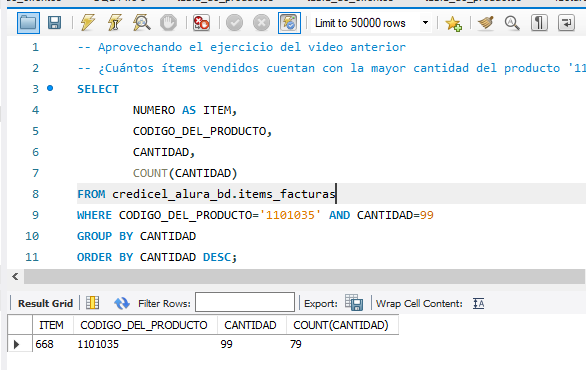 Limit to 50000 rows
1 -- Aprovechando el ejercicio del video anterior
2 -- ¿Cuántos ítems vendidos cuentan con la mayor cantidad del producto '11
3 SELECT
4 NUMERO AS ITEM,
5 CODIGO_DEL_PRODUCTO,
6 CANTIDAD,
7 COUNT(CANTIDAD)
8 FROM credicel_alura_bd.items_facturas
9 WHERE CODIGO_DEL_PRODUCTO='1101035' AND CANTIDAD=99
10 GROUP BY CANTIDAD
11 ORDER BY CANTIDAD DESC;
Result Grid Filter Rows: Export: Wrap Cell Content:
ITEM CODIGO_DEL_PRODUCTO CANTIDAD COUNT(CANTIDAD)
668 1101035 99 79